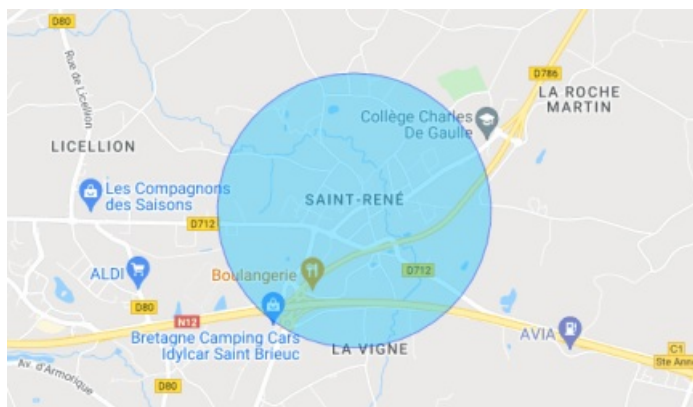 D80
Rue de Licellion
D786
LA ROCHE
MARTIN
Collège Charles
De Gaulle
LICELLION
Les Compagnons
des Saisons
SAINT-RENÉ
D712
ALDI
Boulangerie
D712
D80
N12
Bretagne Camping Cars
Idylcar Saint Brieuc
LA VIGNE
AVIA
C1
Ste Anne
Av. d'Armorique
D80